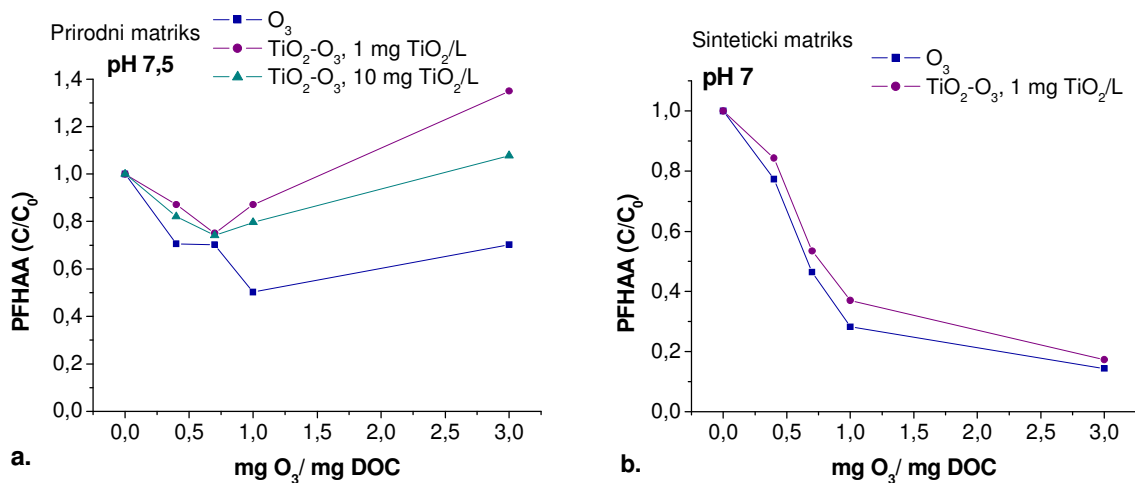 Prirodni matriks
pH 7,5
O3
TiO2-O3, 1 mg TiO2/L
TiO2-O3, 10 mg TiO2/L
1,4
1,2
1,0
0,8
0,6
0,4
0,2
0,0
PFHAA (C/C0)
0,0 0,5 1,0 1,5 2,0 2,5 3,0
mg O3/ mg DOC
a.
Sinteticki matriks
pH 7
O3
TiO2-O3, 1 mg TiO2/L
1,0
0,8
0,6
0,4
0,2
0,0
PFHAA (C/C0)
0,0 0,5 1,0 1,5 2,0 2,5 3,0
mg O3/ mg DOC
b.